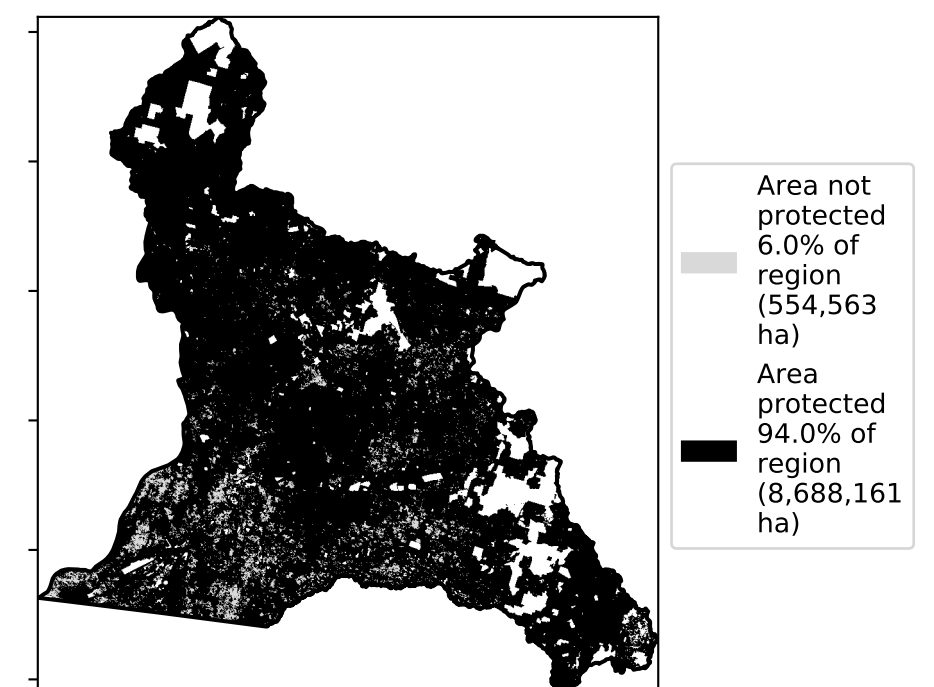 Area not
protected
6.0% of
region
(554,563
ha)
Area
protected
94.0% of
region
(8,688,161
ha)